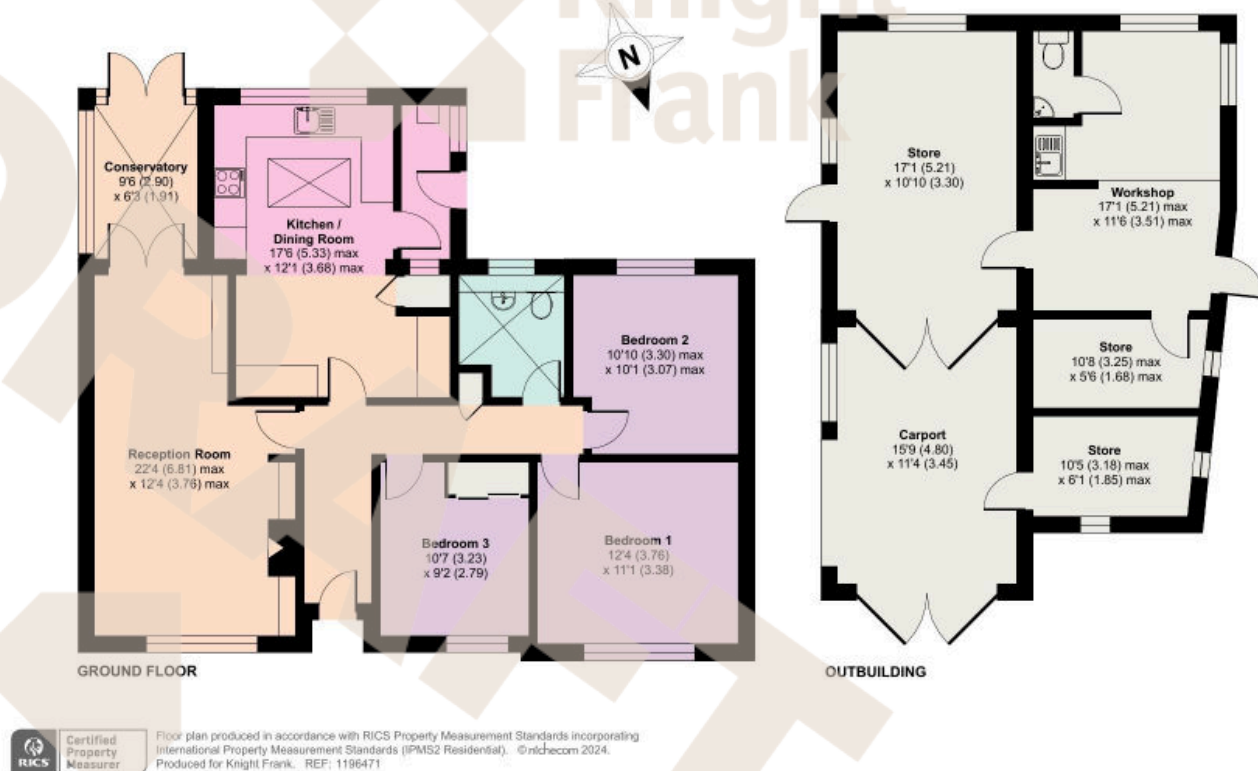 Knight
Frank
N
Conservatory
9'6 (2.90)
x 6'3 (1.91)
Kitchen /
Dining Room
17'6 (5.33) max
x 12'1 (3.68) max
Bedroom 2
10'10 (3.30) max
x 10'1 (3.07) max
Reception Room
22'4 (6.81) max
x 12'4 (3.76) max
Bedroom 3
10'7 (3.23)
x 9'2 (2.79)
Bedroom 1
12'4 (3.76)
x 11'1 (3.38)
GROUND FLOOR
Store
17'1 (5.21)
x 10'10 (3.30)
Workshop
17'1 (5.21) max
x 11'6 (3.51) max
Store
10'8 (3.25) max
x 5'6 (1.68) max
Carport
15'9 (4.80)
x 11'4 (3.45)
Store
10'5 (3.18) max
x 6'1 (1.85) max
OUTBUILDING
RICS
Certified
Property
Measurer
Floor plan produced in accordance with RICS Property Measurement Standards incorporating
International Property Measurement Standards (IPMS2 Residential). © nichecom 2024.
Produced for Knight Frank. REF: 1196471